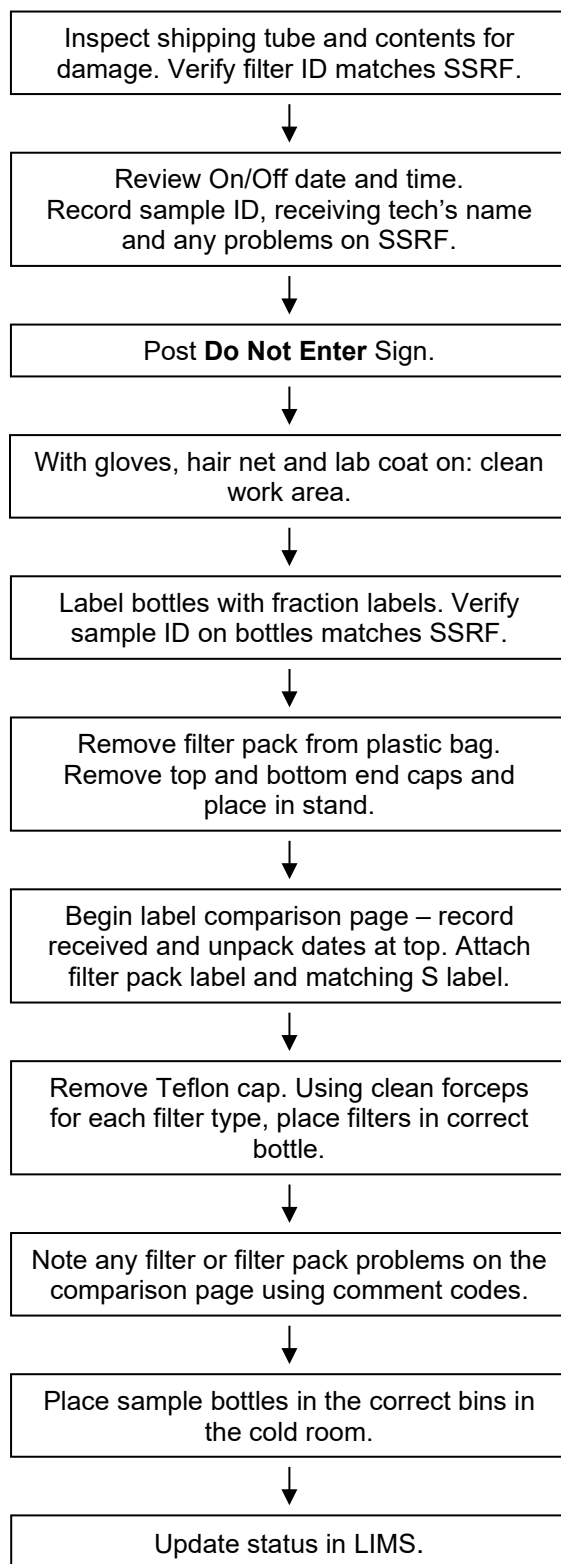 Inspect shipping tube and contents for
damage. Verify filter ID matches SSRF.
Review On/Off date and time.
Record sample ID, receiving tech’s name
and any problems on SSRF.
Post Do Not Enter Sign.
With gloves, hair net and lab coat on: clean
work area.
Label bottles with fraction labels. Verify
sample ID on bottles matches SSRF.
Remove filter pack from plastic bag.
Remove top and bottom end caps and
place in stand.
Begin label comparison page – record
received and unpack dates at top. Attach
filter pack label and matching S label.
Remove Teflon cap. Using clean forceps
for each filter type, place filters in correct
bottle.
Note any filter or filter pack problems on the
comparison page using comment codes.
Place sample bottles in the correct bins in
the cold room.
Update status in LIMS.